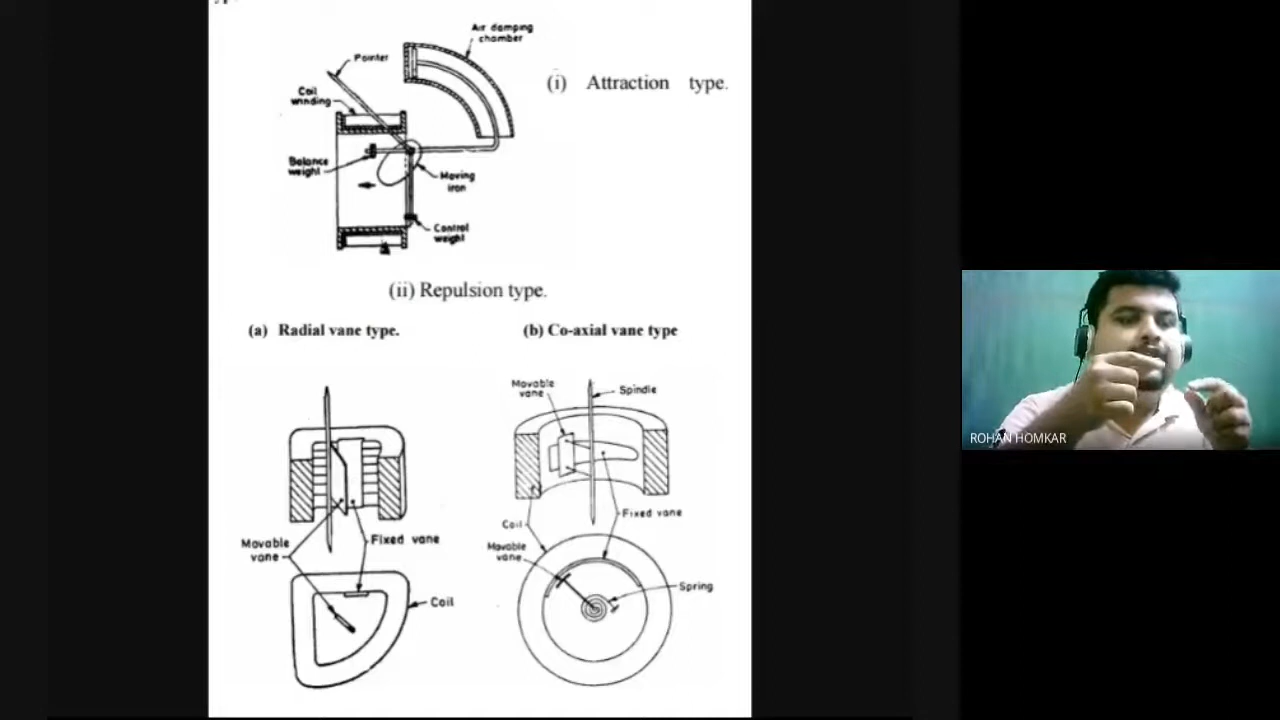 Air damping
chamber
Pointer
(i) Attraction type.
Coil
winding
Balance
weight
Moving
iron
Control
weight
(ii) Repulsion type.
(a) Radial vane type.
(b) Co-axial vane type
Movable
vane
Spindle
Fixed vane
Coil
Movable
vane
Fixed vane
Movable
vane
Spring
Coil
ROHAN HOMKAR